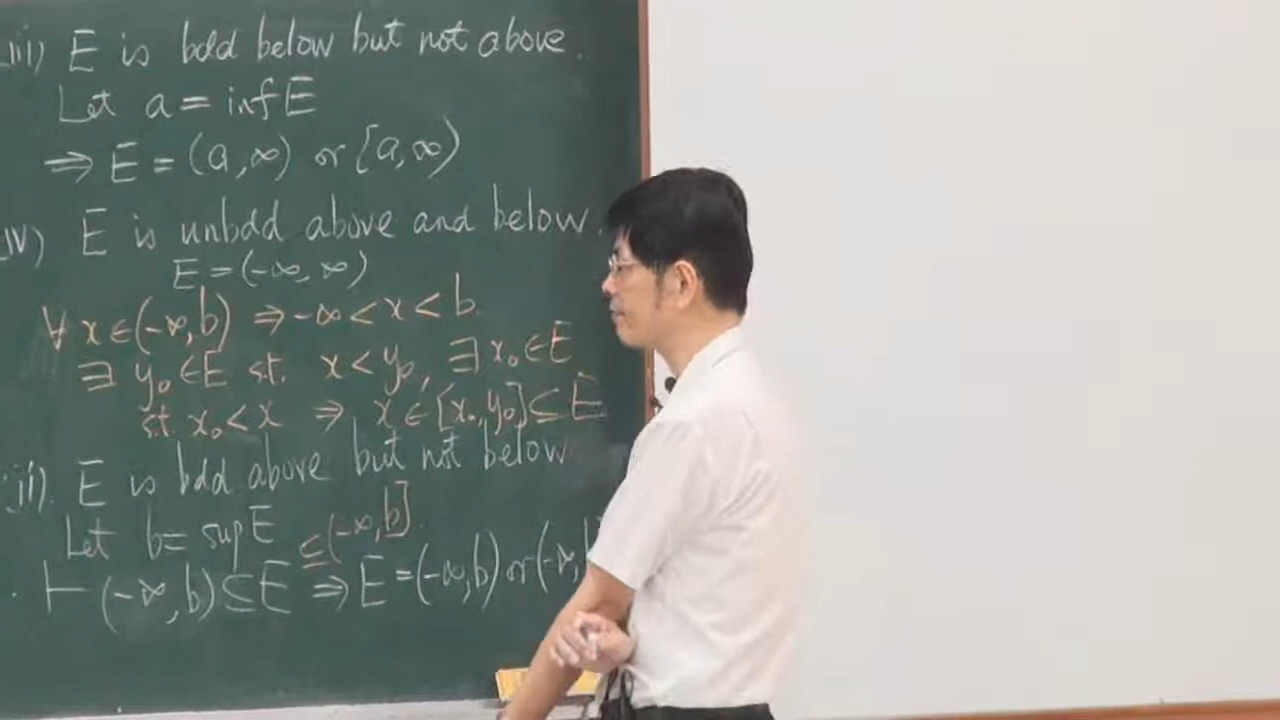 iii) E is bdd below but not above.
Let a = inf E
⇒ E = (a, ∞) or [a, ∞)
iv) E is unbdd above and below.
E = (-∞, ∞)
∀ x ∈ (-∞, b) ⇒ -∞ < x < b.
∃ y₀ ∈ E s.t. x < y₀, ∃ x₀ ∈ E
s.t. x₀ < x ⇒ x ∈ [x₀, y₀] ⊆ E
ii). E is bdd above but not below
Let b = sup E ⊆ (-∞, b].
⊢ (-∞, b) ⊆ E ⇒ E = (-∞, b) or (-∞,